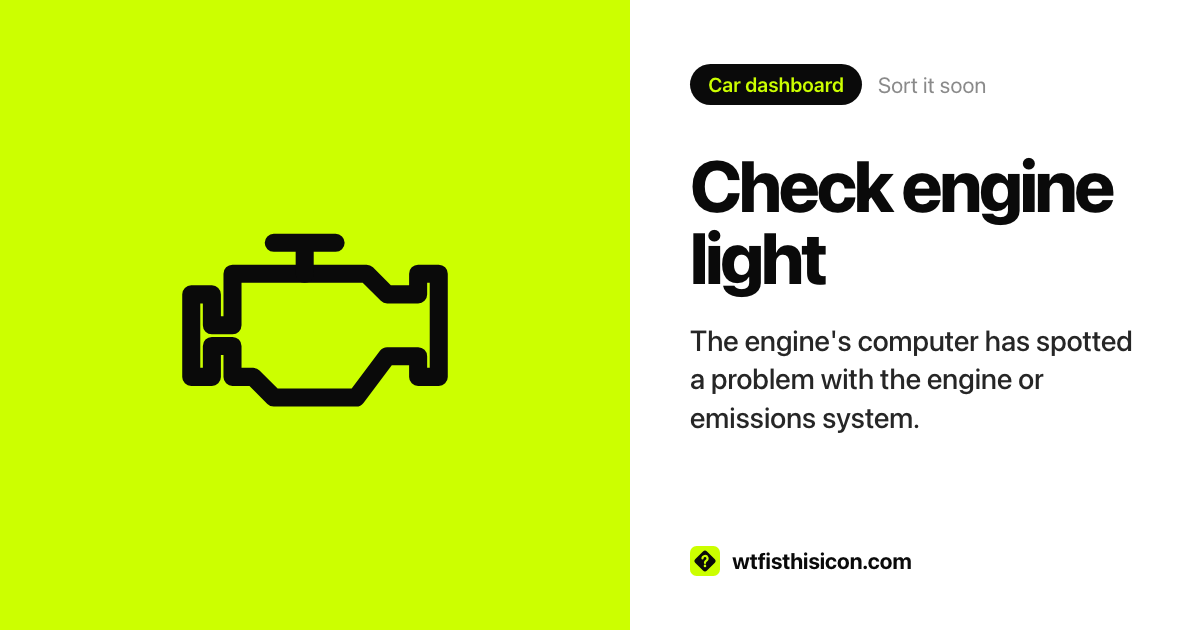 Car dashboard
Sort it soon
Check engine
light
The engine's computer has spotted
a problem with the engine or
emissions system.
?
wtfisthisicon.com